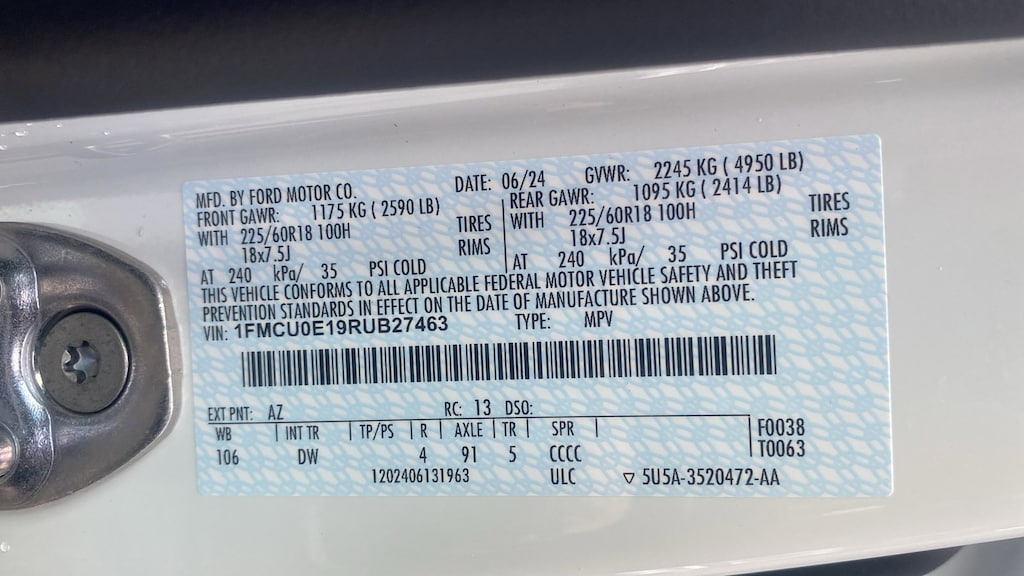 MFD. BY FORD MOTOR CO. DATE: 06/24 GVWR: 2245 KG ( 4950 LB)
FRONT GAWR: 1175 KG ( 2590 LB) REAR GAWR: 1095 KG ( 2414 LB)
WITH 225/60R18 100H TIRES WITH 225/60R18 100H TIRES
18x7.5J RIMS 18x7.5J RIMS
AT 240 kPa/ 35 PSI COLD AT 240 kPa/ 35 PSI COLD
THIS VEHICLE CONFORMS TO ALL APPLICABLE FEDERAL MOTOR VEHICLE SAFETY AND THEFT
PREVENTION STANDARDS IN EFFECT ON THE DATE OF MANUFACTURE SHOWN ABOVE.
VIN: 1FMCU0E19RUB27463 TYPE: MPV
EXT PNT: AZ RC: 13 DSO:
WB INT TR TP/PS R AXLE TR SPR F0038
106 DW 4 91 5 CCCC T0063
1202406131963 ULC ▽ 5U5A-3520472-AA